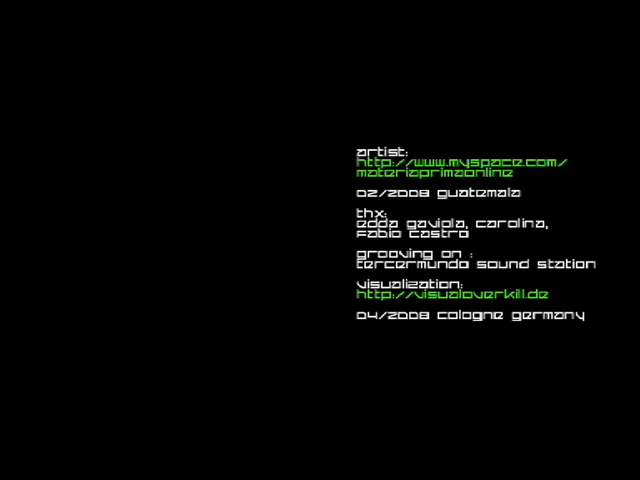 artist:
http://www.myspace.com/
materiaprimaonline
02/2008 guatemala
thx:
edda gaviola, carolina,
Fabio castro
grooving on :
tercermundo sound station
visualization:
http://visualoverkill.de
04/2008 cologne germany